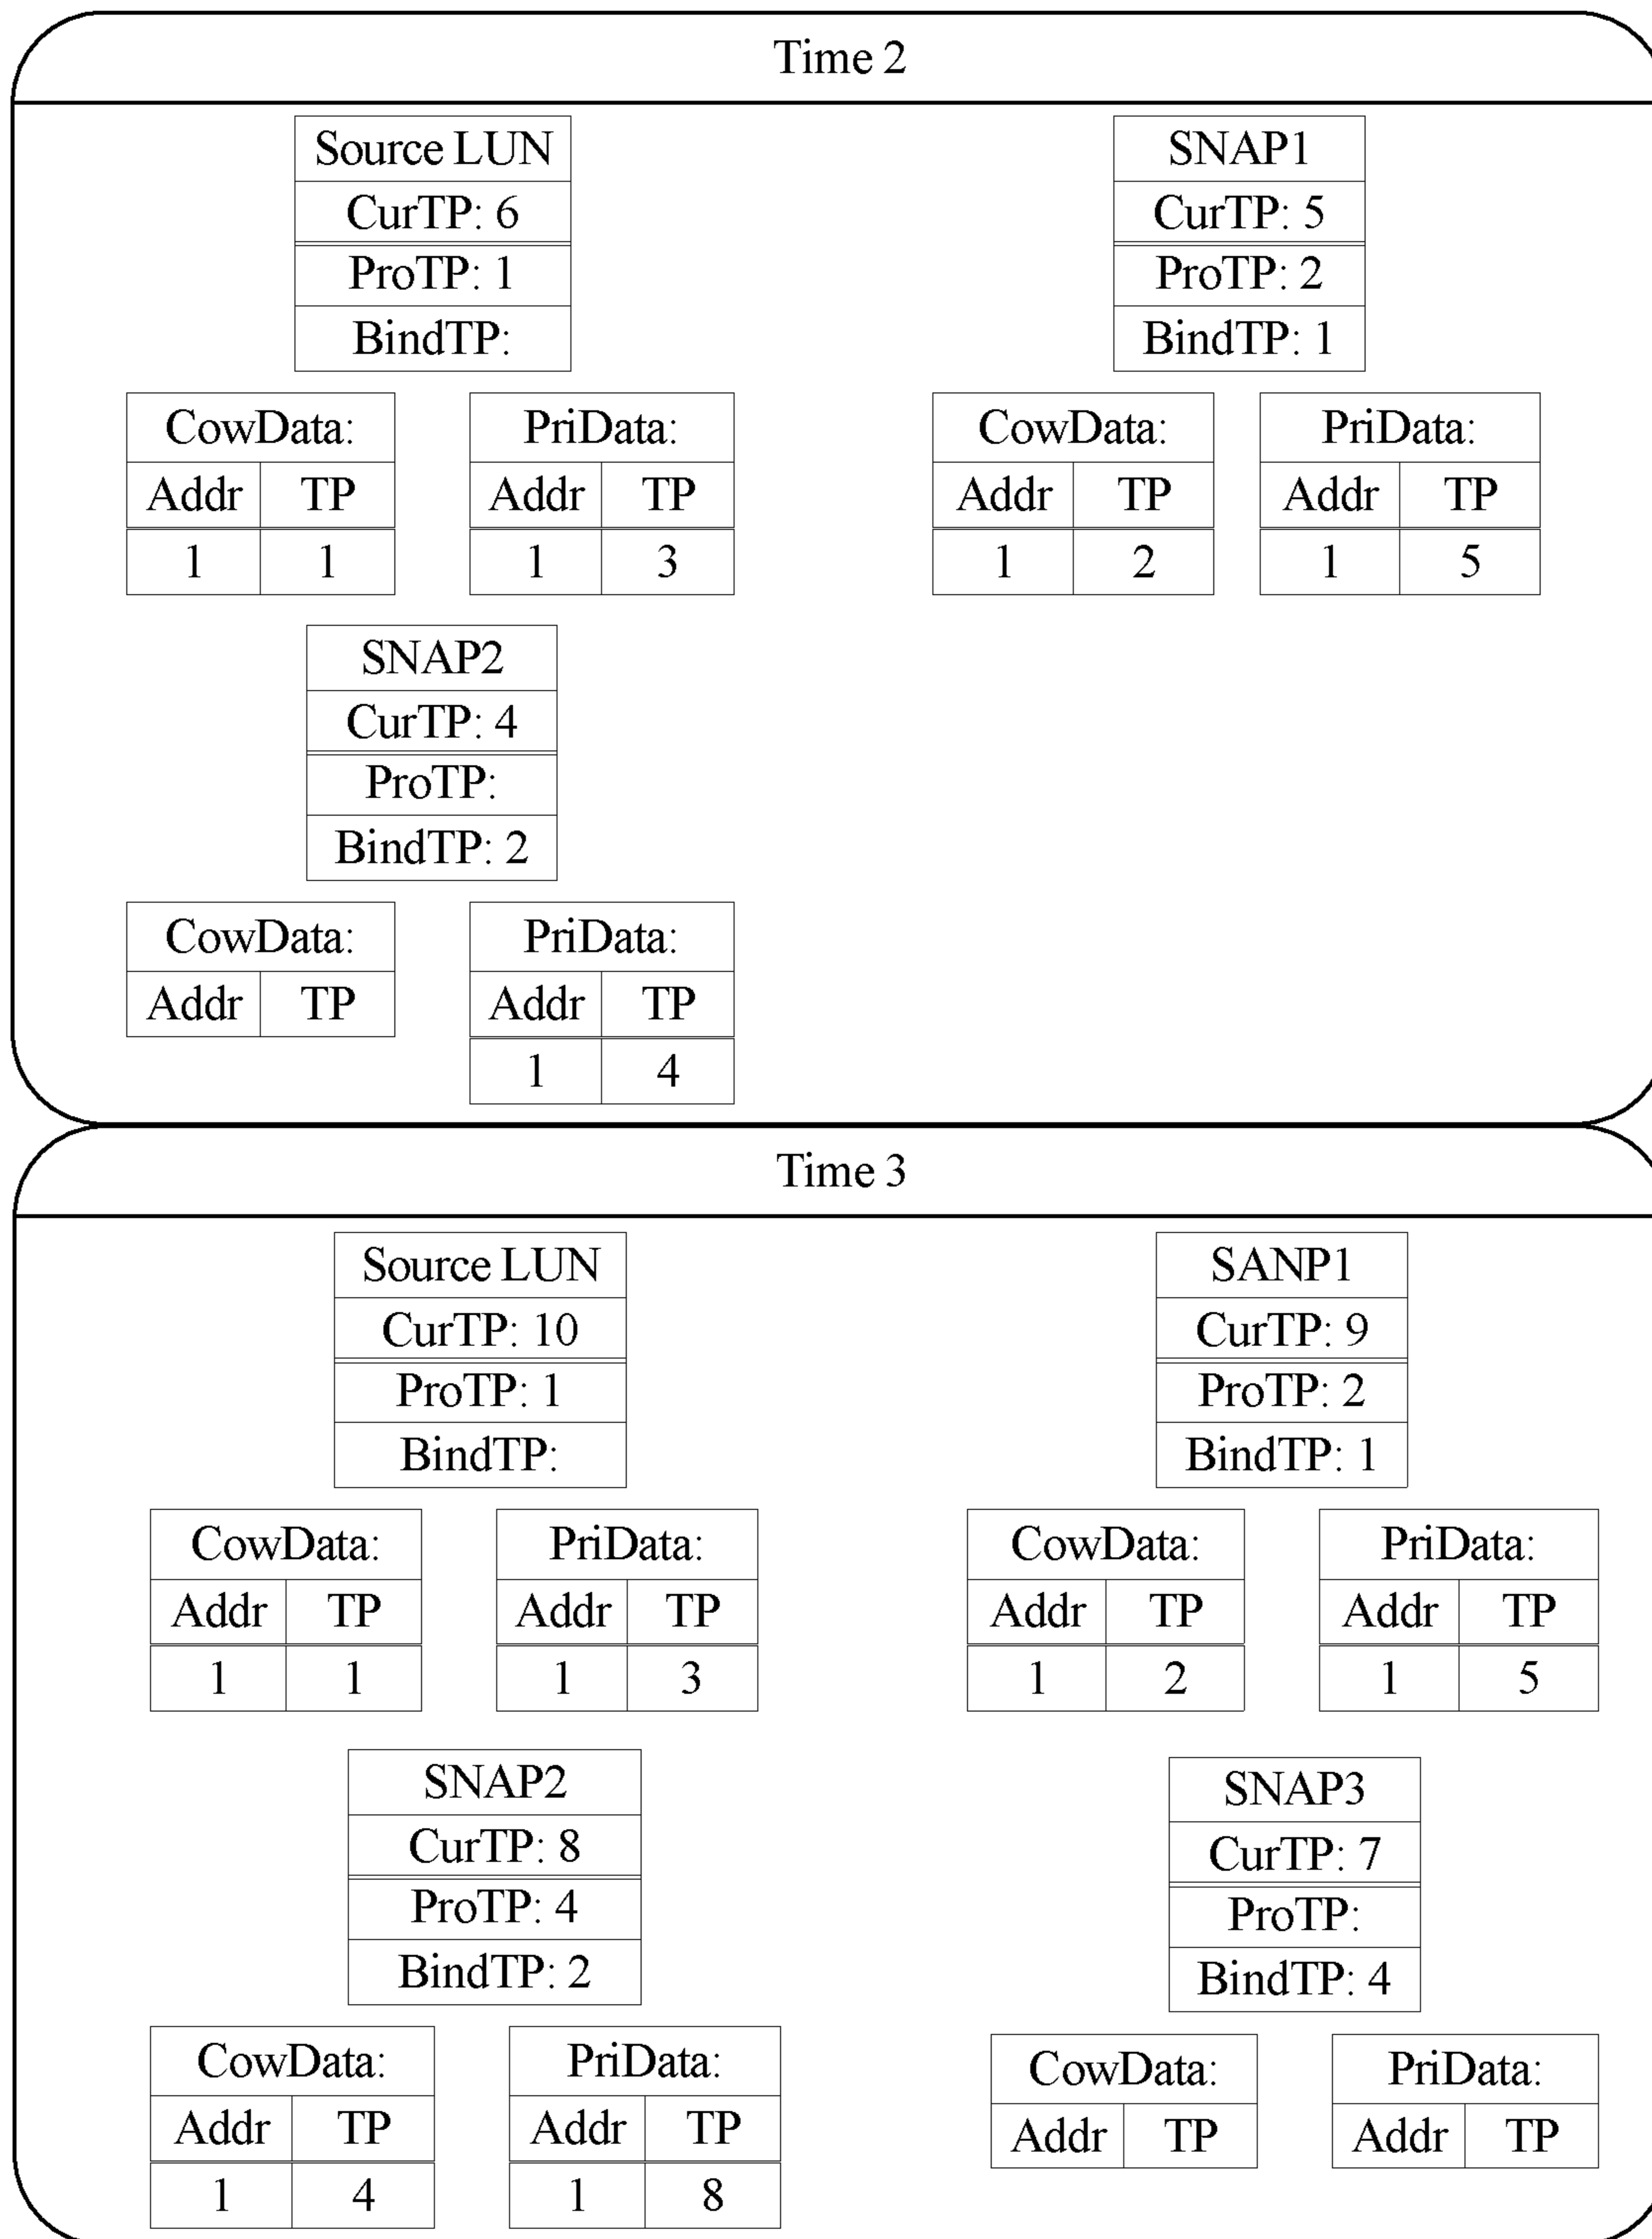 Time 2
Source LUN
CurTP: 6
ProTP: 1
BindTP:
SNAP1
CurTP: 5
ProTP: 2
BindTP: 1
CowData:
Addr TP
1 1
PriData:
Addr TP
1 3
CowData:
Addr TP
1 2
PriData:
Addr TP
1 5
SNAP2
CurTP: 4
ProTP:
BindTP: 2
CowData:
Addr TP
PriData:
Addr TP
1 4
Time 3
Source LUN
CurTP: 10
ProTP: 1
BindTP:
SANP1
CurTP: 9
ProTP: 2
BindTP: 1
CowData:
Addr TP
1 1
PriData:
Addr TP
1 3
CowData:
Addr TP
1 2
PriData:
Addr TP
1 5
SNAP2
CurTP: 8
ProTP: 4
BindTP: 2
SNAP3
CurTP: 7
ProTP:
BindTP: 4
CowData:
Addr TP
1 4
PriData:
Addr TP
1 8
CowData:
Addr TP
PriData:
Addr TP